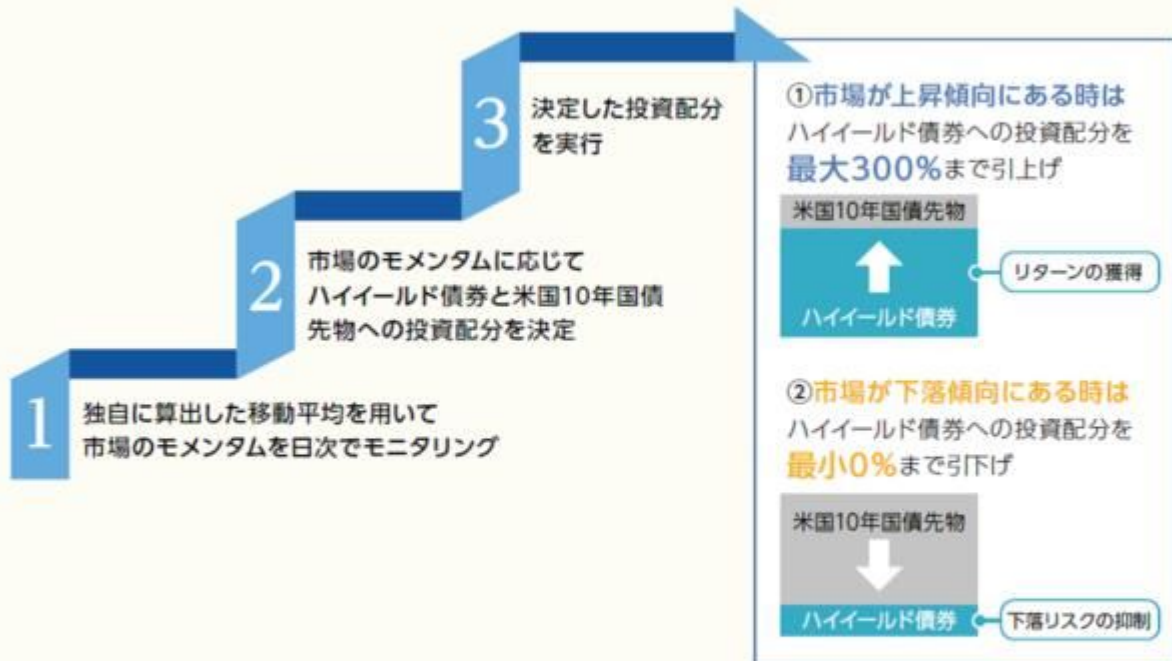 1
独自に算出した移動平均を用いて
市場のモメンタムを日次でモニタリング
2
市場のモメンタムに応じて
ハイイールド債券と米国10年国債
先物への投資配分を決定
3
決定した投資配分
を実行
①市場が上昇傾向にある時は
ハイイールド債券への投資配分を
最大300%まで引上げ
米国10年国債先物
ハイイールド債券
リターンの獲得
②市場が下落傾向にある時は
ハイイールド債券への投資配分を
最小0%まで引下げ
米国10年国債先物
ハイイールド債券
下落リスクの抑制